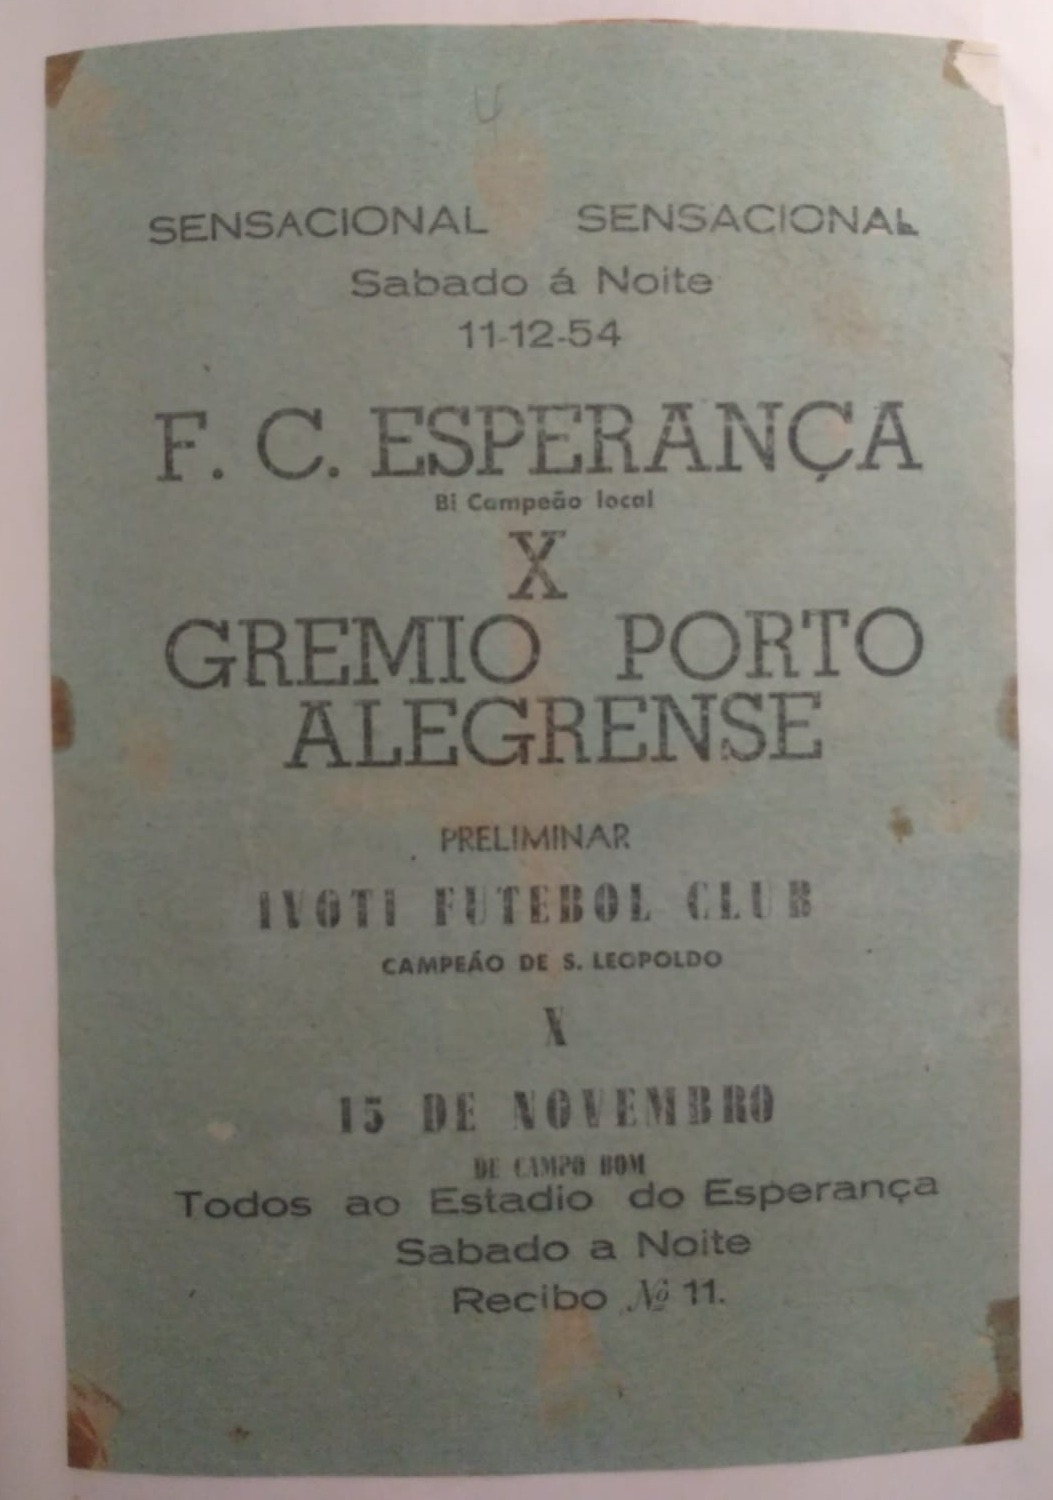 4
SENSACIONAL SENSACIONAL
Sabado á Noite
11-12-54
F. C. ESPERANÇA
Bi Campeão local
X
GREMIO PORTO
ALEGRENSE
PRELIMINAR
IVOTI FUTEBOL CLUB
CAMPEÃO DE S. LEOPOLDO
X
15 DE NOVEMBRO
DE CAMPO BOM
Todos ao Estadio do Esperança
Sabado a Noite
Recibo Nº 11.